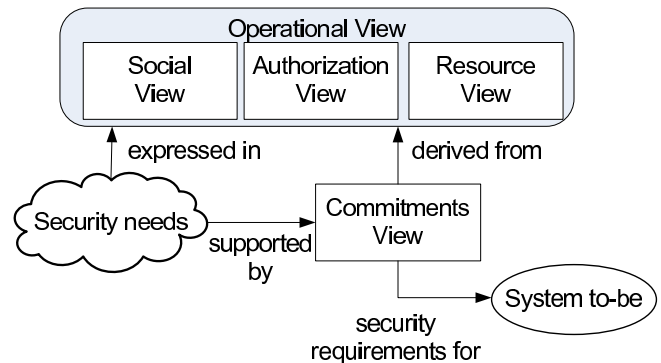 Operational View
Social
View
Authorization
View
Resource
View
expressed in
derived from
Security needs
supported
by
Commitments
View
System to-be
security
requirements for